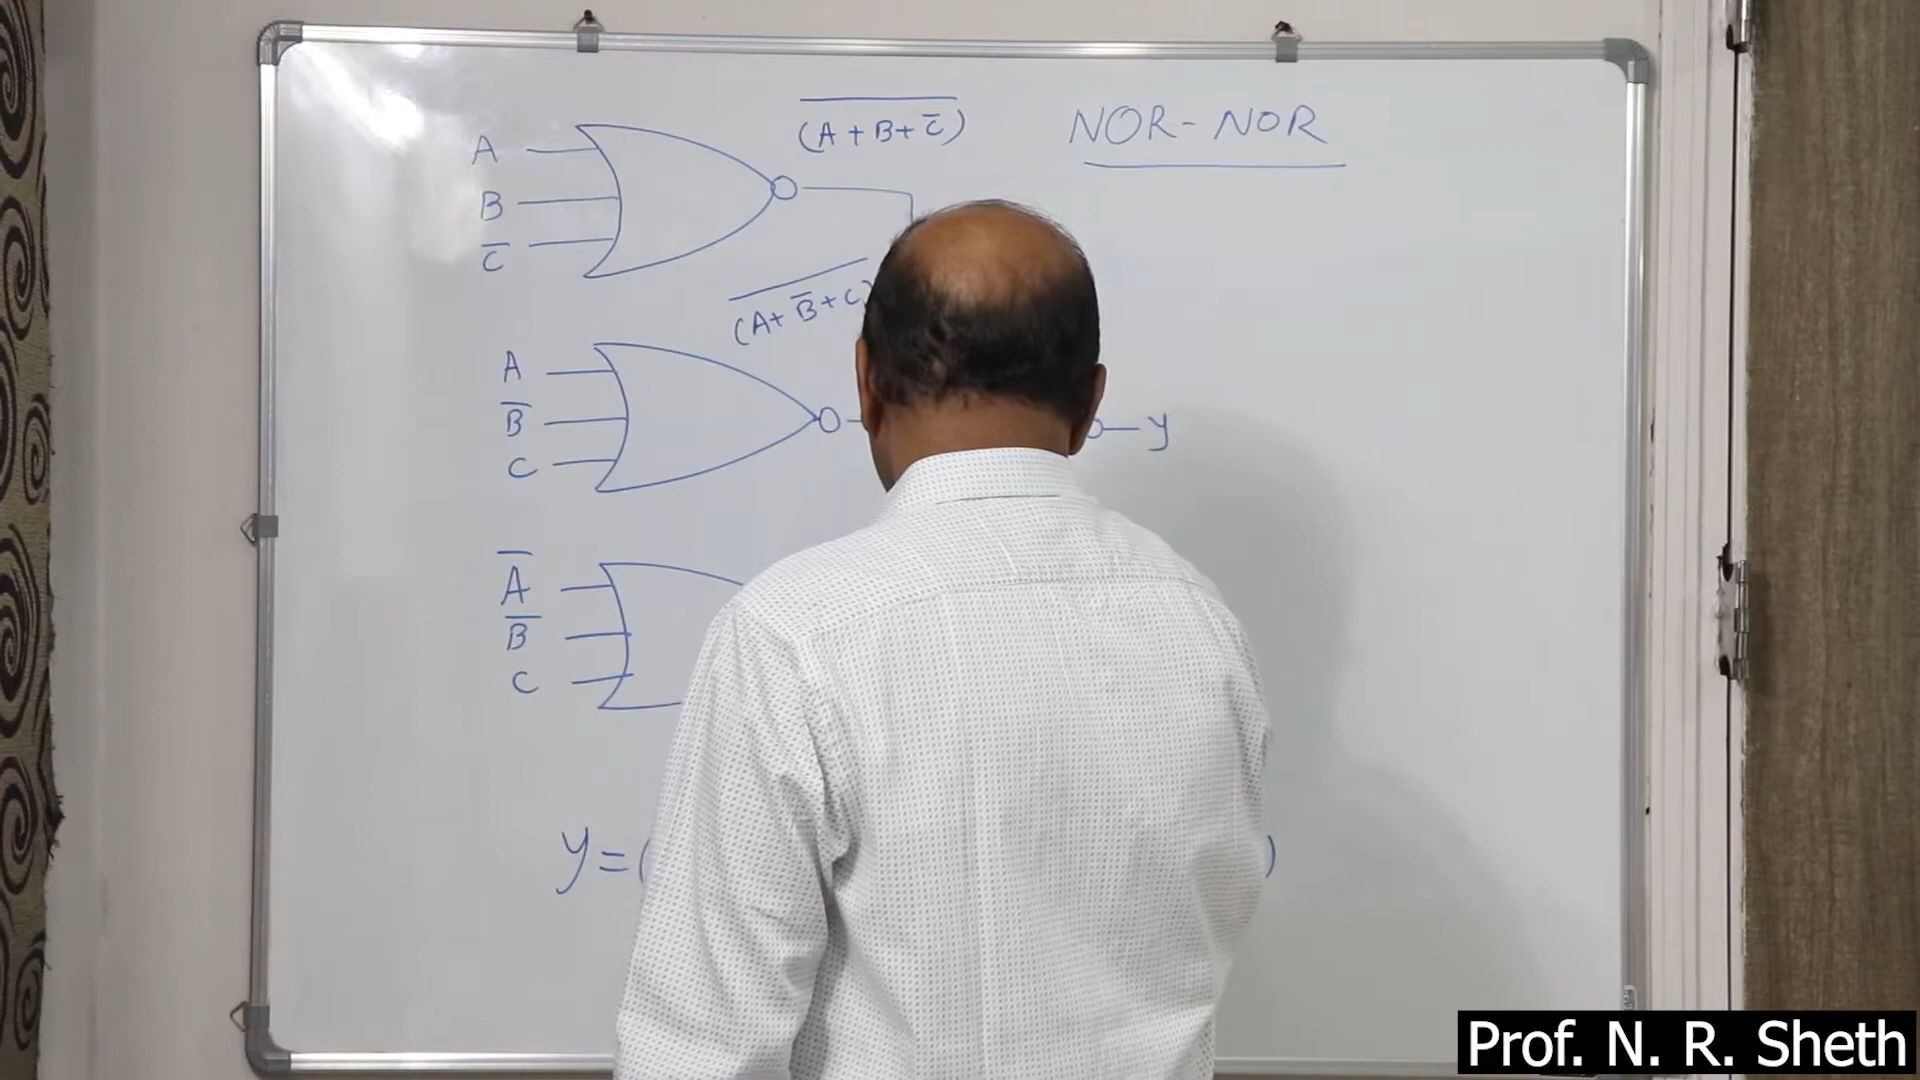 (A + B + C̅)̅ NOR - NOR
A
B
C̅
(A + B̅ + C)̅
A
B̅
C
y
A̅
B̅
C
y = ( )
Prof. N. R. Sheth